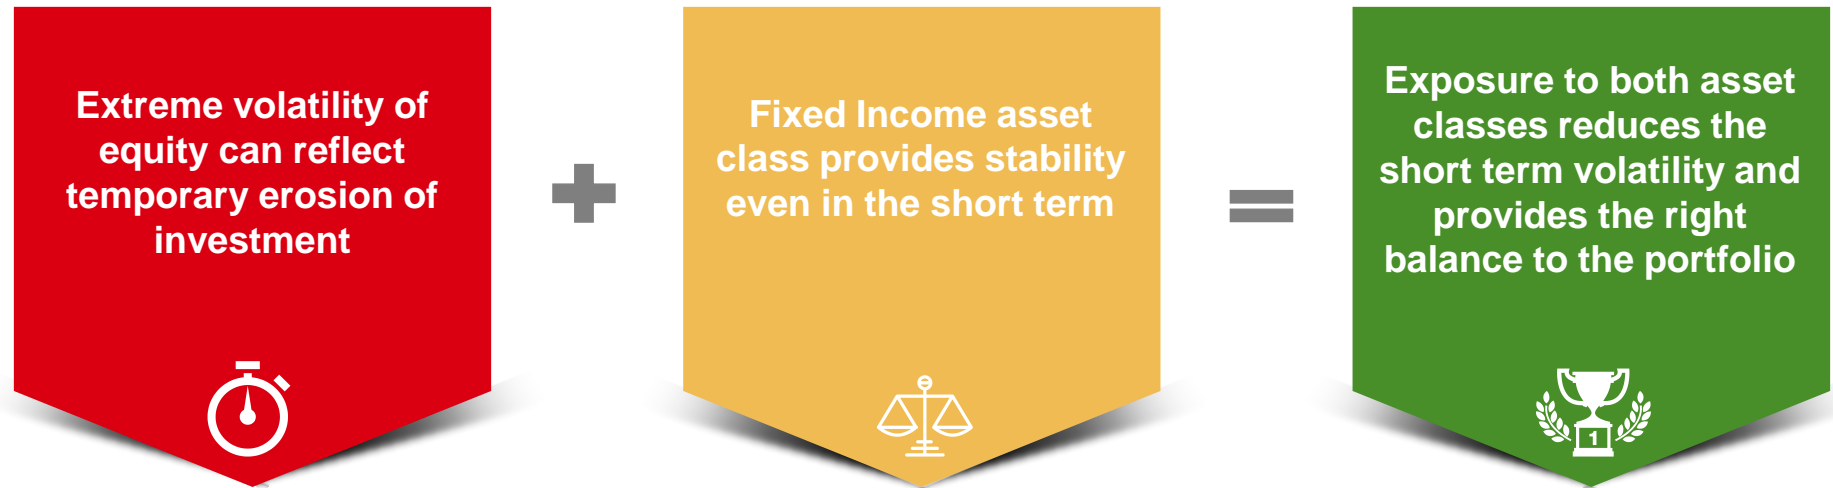 Extreme volatility of
equity can reflect
temporary erosion of
investment
Fixed Income asset
class provides stability
even in the short term
Exposure to both asset
classes reduces the
short term volatility and
provides the right
balance to the portfolio
1